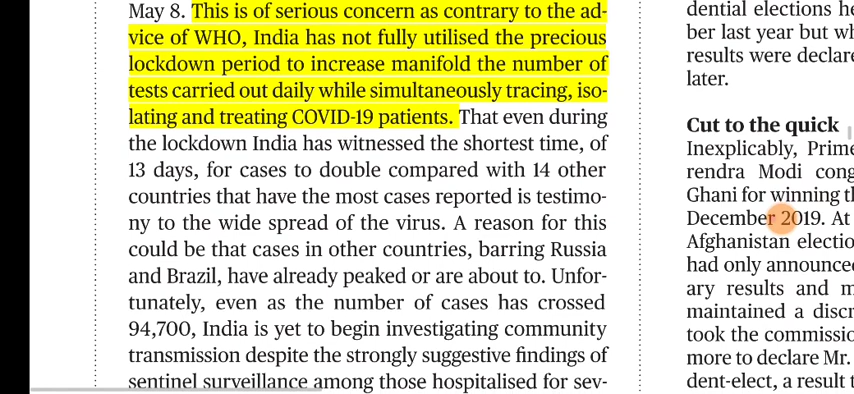 May 8. This is of serious concern as contrary to the ad-
vice of WHO, India has not fully utilised the precious
lockdown period to increase manifold the number of
tests carried out daily while simultaneously tracing, iso-
lating and treating COVID-19 patients. That even during
the lockdown India has witnessed the shortest time, of
13 days, for cases to double compared with 14 other
countries that have the most cases reported is testimo-
ny to the wide spread of the virus. A reason for this
could be that cases in other countries, barring Russia
and Brazil, have already peaked or are about to. Unfor-
tunately, even as the number of cases has crossed
94,700, India is yet to begin investigating community
transmission despite the strongly suggestive findings of
sentinel surveillance among those hospitalised for sev-
dential elections he
ber last year but wh
results were declare
later.
Cut to the quick
Inexplicably, Prime
rendra Modi cong
Ghani for winning th
December 2019. At
Afghanistan electio
had only announced
ary results and m
maintained a discr
took the commissio
more to declare Mr.
dent-elect, a result t